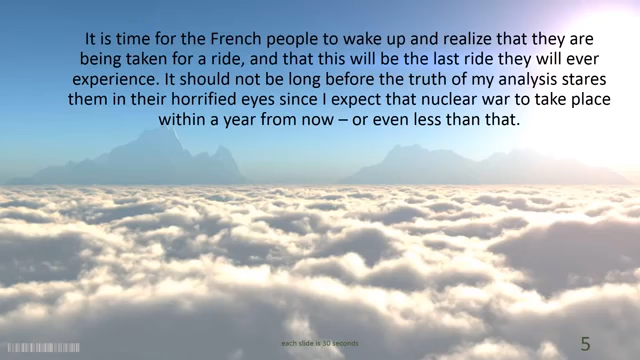 It is time for the French people to wake up and realize that they are
being taken for a ride, and that this will be the last ride they will ever
experience. It should not be long before the truth of my analysis stares
them in their horrified eyes since I expect that nuclear war to take place
within a year from now – or even less than that.
each slide is 30 seconds
5